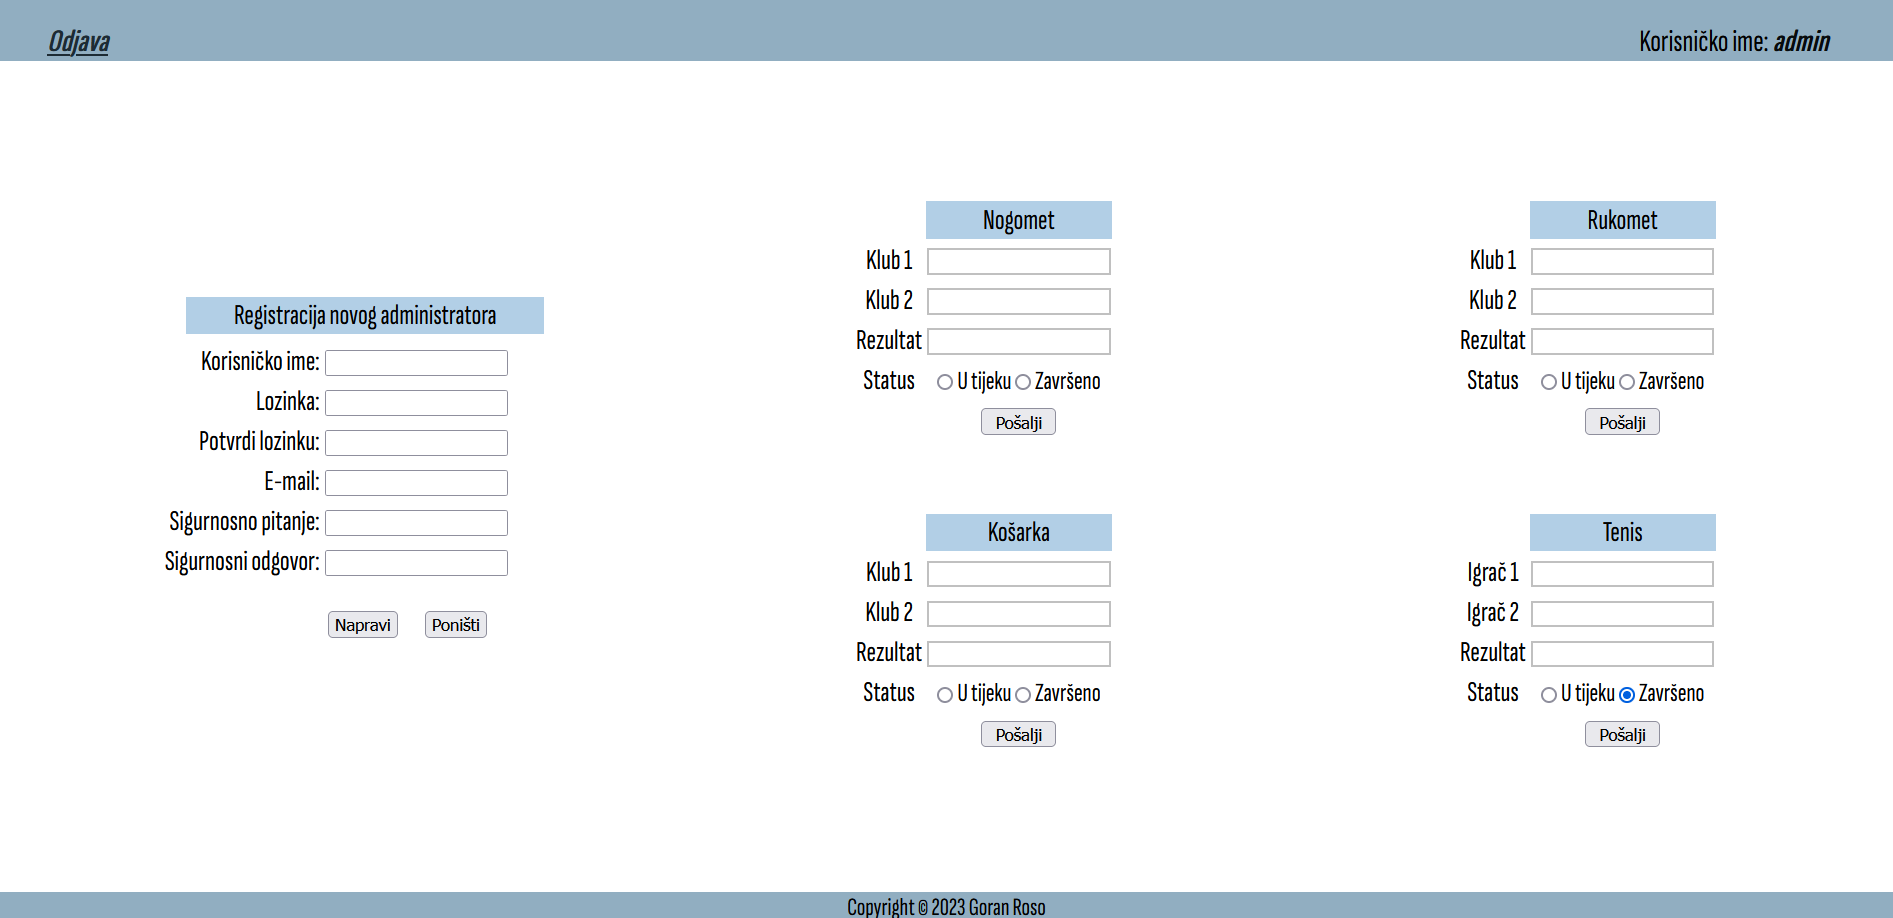 Odjava
Korisničko ime: admin
Registracija novog administratora
Korisničko ime:
Lozinka:
Potvrdi lozinku:
E-mail:
Sigurnosno pitanje:
Sigurnosni odgovor:
Napravi Poništi
Nogomet
Klub 1
Klub 2
Rezultat
Status U tijeku Završeno
Pošalji
Rukomet
Klub 1
Klub 2
Rezultat
Status U tijeku Završeno
Pošalji
Košarka
Klub 1
Klub 2
Rezultat
Status U tijeku Završeno
Pošalji
Tenis
Igrač 1
Igrač 2
Rezultat
Status U tijeku Završeno
Pošalji
Copyright © 2023 Goran Roso